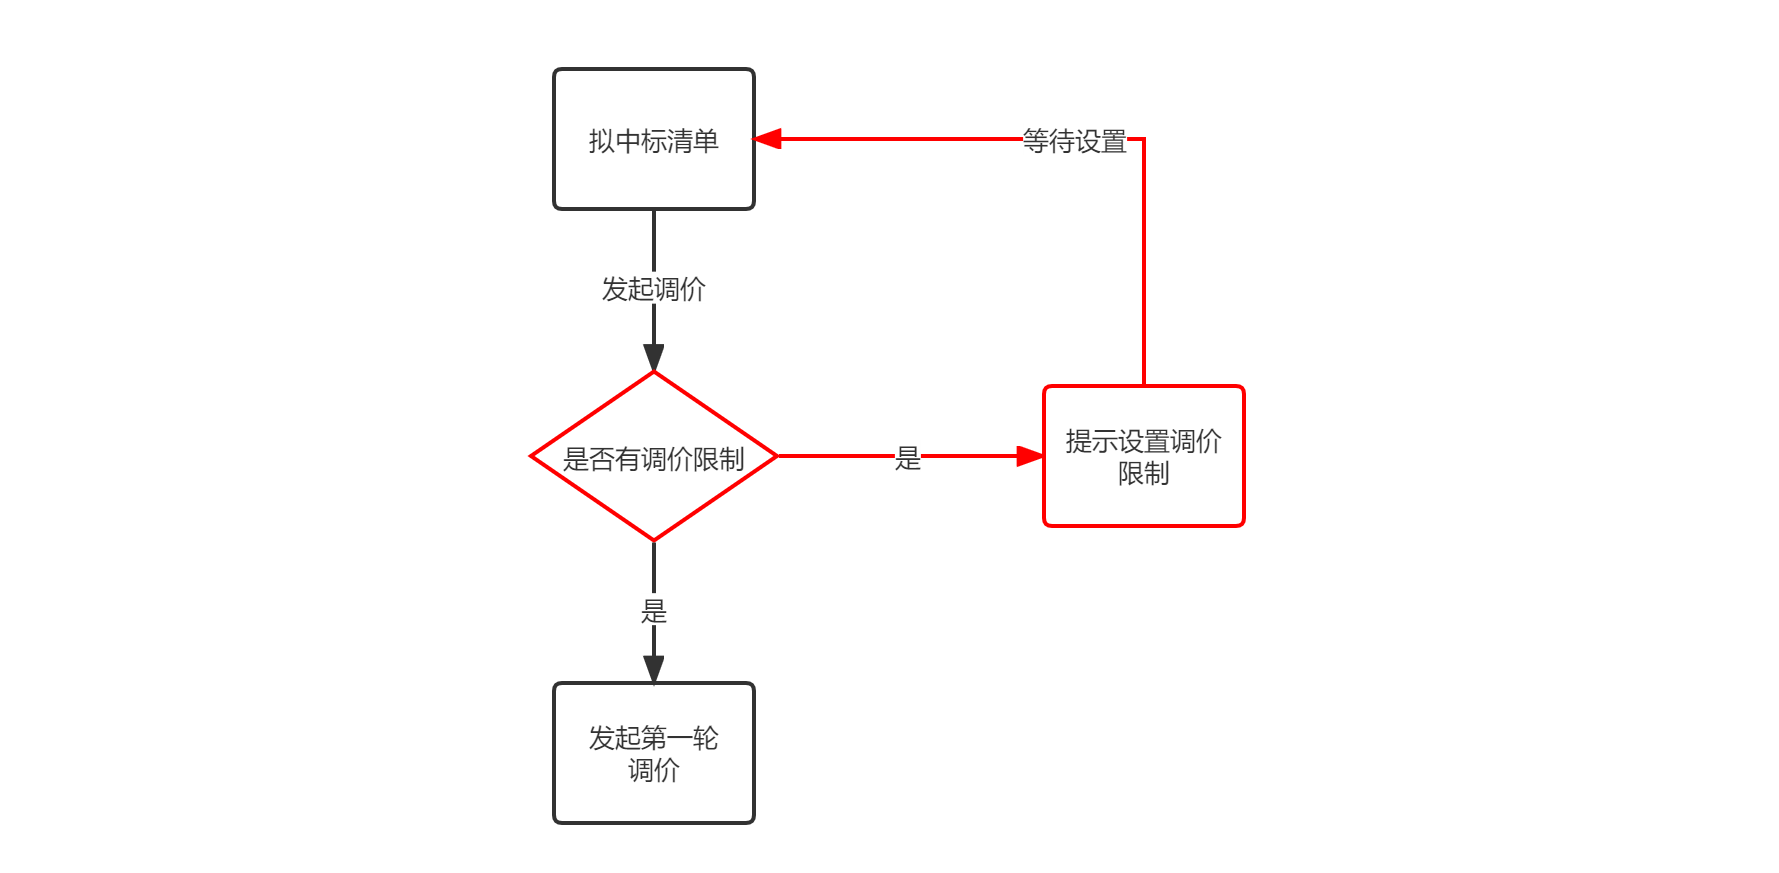 拟中标清单
等待设置
发起调价
是否有调价限制
是
提示设置调价
限制
是
发起第一轮
调价